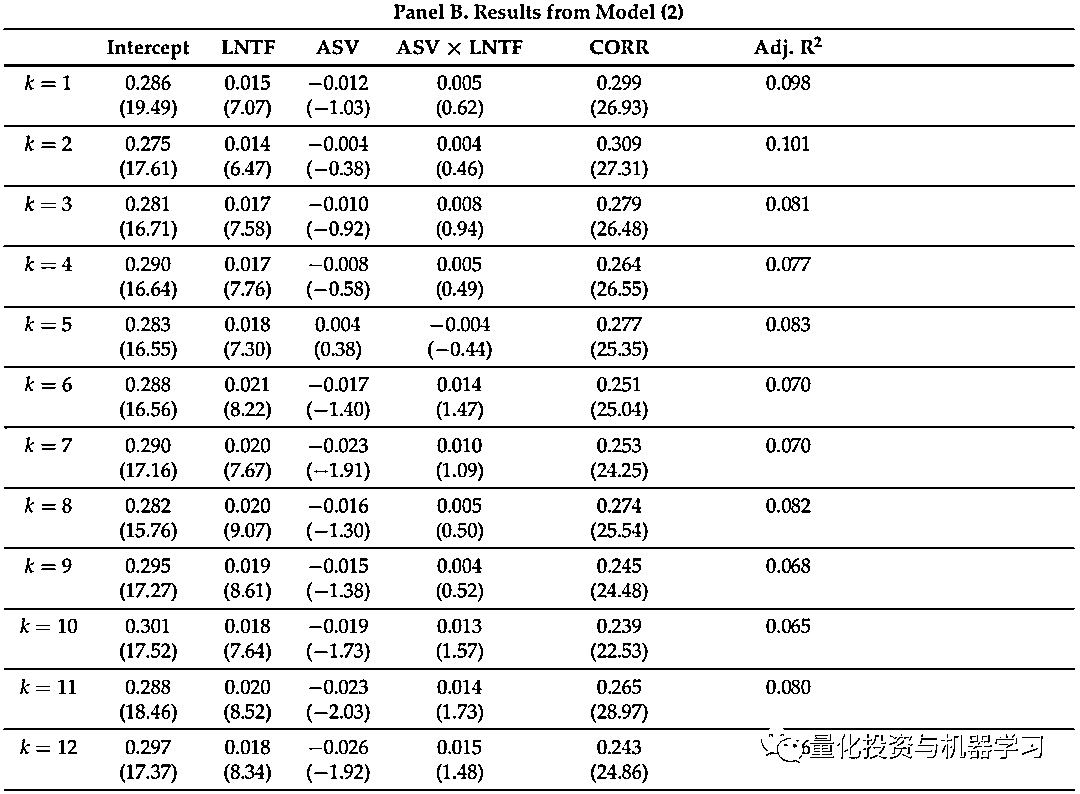 Panel B. Results from Model (2)
Intercept LNTF ASV ASV × LNTF CORR Adj. R²
k = 1 0.286 0.015 −0.012 0.005 0.299 0.098
(19.49) (7.07) (−1.03) (0.62) (26.93)
k = 2 0.275 0.014 −0.004 0.004 0.309 0.101
(17.61) (6.47) (−0.38) (0.46) (27.31)
k = 3 0.281 0.017 −0.010 0.008 0.279 0.081
(16.71) (7.58) (−0.92) (0.94) (26.48)
k = 4 0.290 0.017 −0.008 0.005 0.264 0.077
(16.64) (7.76) (−0.58) (0.49) (26.55)
k = 5 0.283 0.018 0.004 −0.004 0.277 0.083
(16.55) (7.30) (0.38) (−0.44) (25.35)
k = 6 0.288 0.021 −0.017 0.014 0.251 0.070
(16.56) (8.22) (−1.40) (1.47) (25.04)
k = 7 0.290 0.020 −0.023 0.010 0.253 0.070
(17.16) (7.67) (−1.91) (1.09) (24.25)
k = 8 0.282 0.020 −0.016 0.005 0.274 0.082
(15.76) (9.07) (−1.30) (0.50) (25.54)
k = 9 0.295 0.019 −0.015 0.004 0.245 0.068
(17.27) (8.61) (−1.38) (0.52) (24.48)
k = 10 0.301 0.018 −0.019 0.013 0.239 0.065
(17.52) (7.64) (−1.73) (1.57) (22.53)
k = 11 0.288 0.020 −0.023 0.014 0.265 0.080
(18.46) (8.52) (−2.03) (1.73) (28.97)
k = 12 0.297 0.018 −0.026 0.015 0.243
(17.37) (8.34) (−1.92) (1.48) (24.86)
量化投资与机器学习